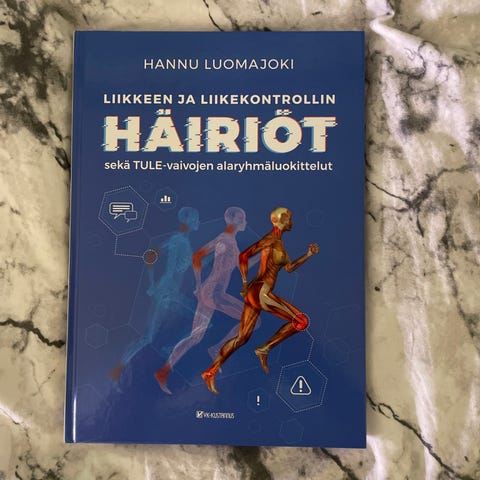 HANNU LUOMAJOKI
LIIKKEEN JA LIIKEKONTROLLIN
HÄIRIÖT
sekä TULE-vaivojen alaryhmäluokittelut
VK-KUSTANNUS